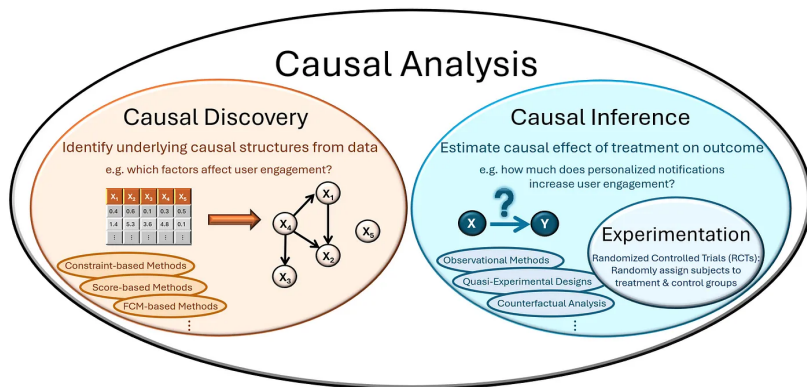 Causal Analysis
Causal Discovery
Identify underlying causal structures from data
e.g. which factors affect user engagement?
X1 X2 X3 X4 X5
0.4 0.6 0.1 0.3 0.5
1.4 5.3 3.6 4.8 0.1
⋮ ⋮ ⋮ ⋮ ⋮
X1
X4
X5
X2
X3
Constraint-based Methods
Score-based Methods
FCM-based Methods
⋮
Causal Inference
Estimate causal effect of treatment on outcome
e.g. how much does personalized notifications
increase user engagement?
?
X Y
Observational Methods
Quasi-Experimental Designs
Counterfactual Analysis
⋮
Experimentation
Randomized Controlled Trials (RCTs):
Randomly assign subjects to
treatment & control groups